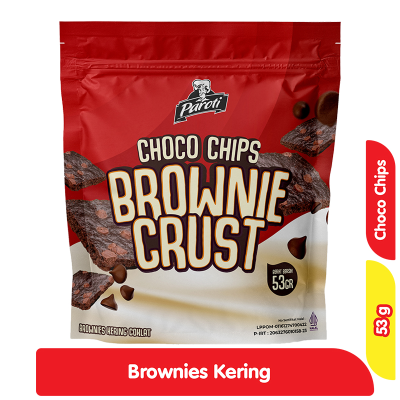 Paroti
CHOCO CHIPS
BROWNIE
CRUST
BERAT BERSIH
53GR
BROWNIES KERING COKLAT
Choco Chips
53 g
Brownies Kering